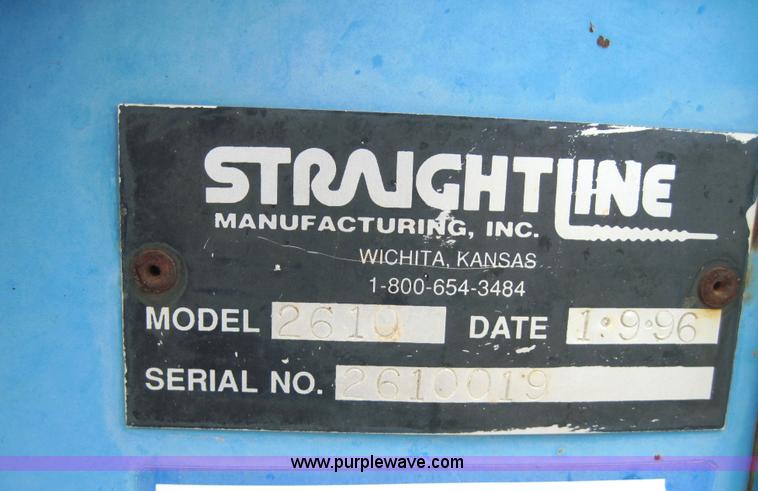 STRAIGHTLINE
MANUFACTURING, INC.
WICHITA, KANSAS
1-800-654-3484
MODEL 2610 DATE 1·9·96
SERIAL NO. 2610019
www.purplewave.com